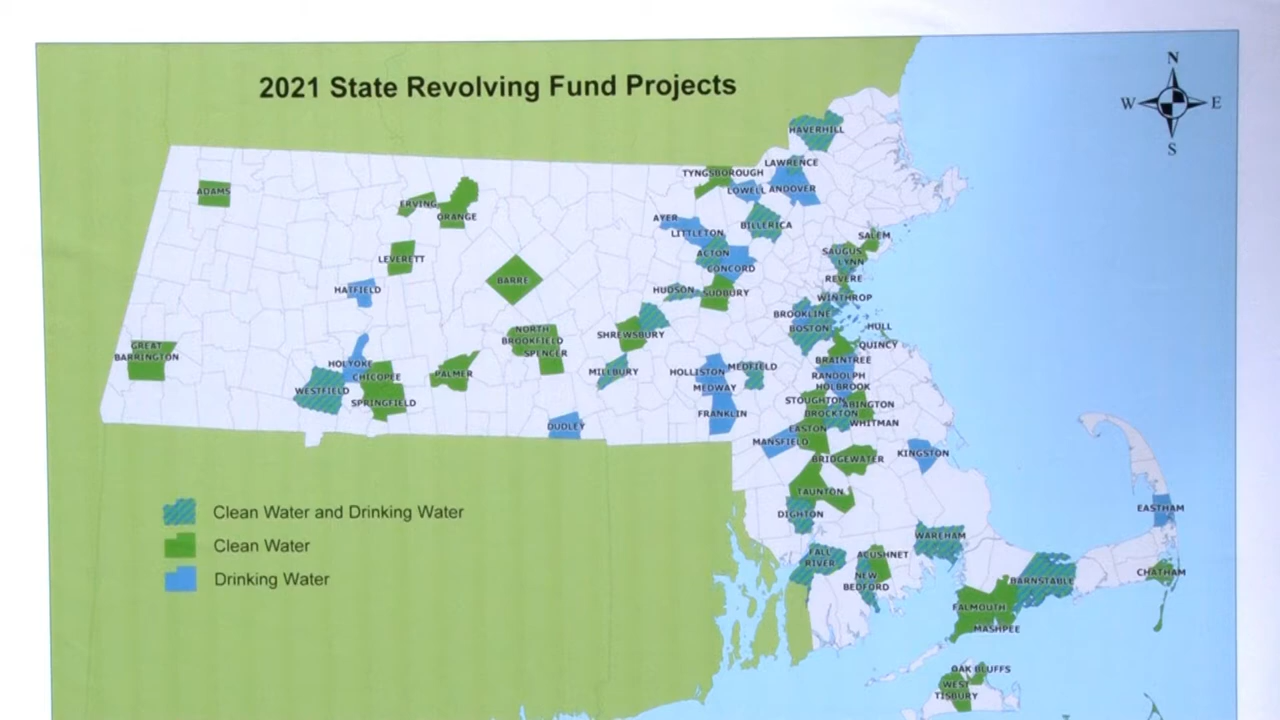 2021 State Revolving Fund Projects
N
W
E
S
HAVERHILL
LAWRENCE
TYNGSBOROUGH
LOWELL
ANDOVER
ADAMS
ERVING
ORANGE
AYER
LITTLETON
BILLERICA
SALEM
SAUGUS
LYNN
ACTON
CONCORD
LEVERETT
REVERE
BARRE
HATFIELD
HUDSON
SUDBURY
WINTHROP
BROOKLINE
BOSTON
HULL
NORTH
BROOKFIELD
SPENCER
SHREWSBURY
QUINCY
GREAT
BARRINGTON
BRAINTREE
HOLYOKE
CHICOPEE
PALMER
MILLBURY
HOLLISTON
MEDFIELD
RANDOLPH
HOLBROOK
MEDWAY
WESTFIELD
SPRINGFIELD
STOUGHTON
ABINGTON
BROCKTON
WHITMAN
FRANKLIN
DUDLEY
EASTON
MANSFIELD
BRIDGEWATER
KINGSTON
TAUNTON
DIGHTON
EASTHAM
WAREHAM
FALL
RIVER
ACUSHNET
NEW
BEDFORD
CHATHAM
BARNSTABLE
FALMOUTH
MASHPEE
OAK BLUFFS
WEST
TISBURY
Clean Water and Drinking Water
Clean Water
Drinking Water